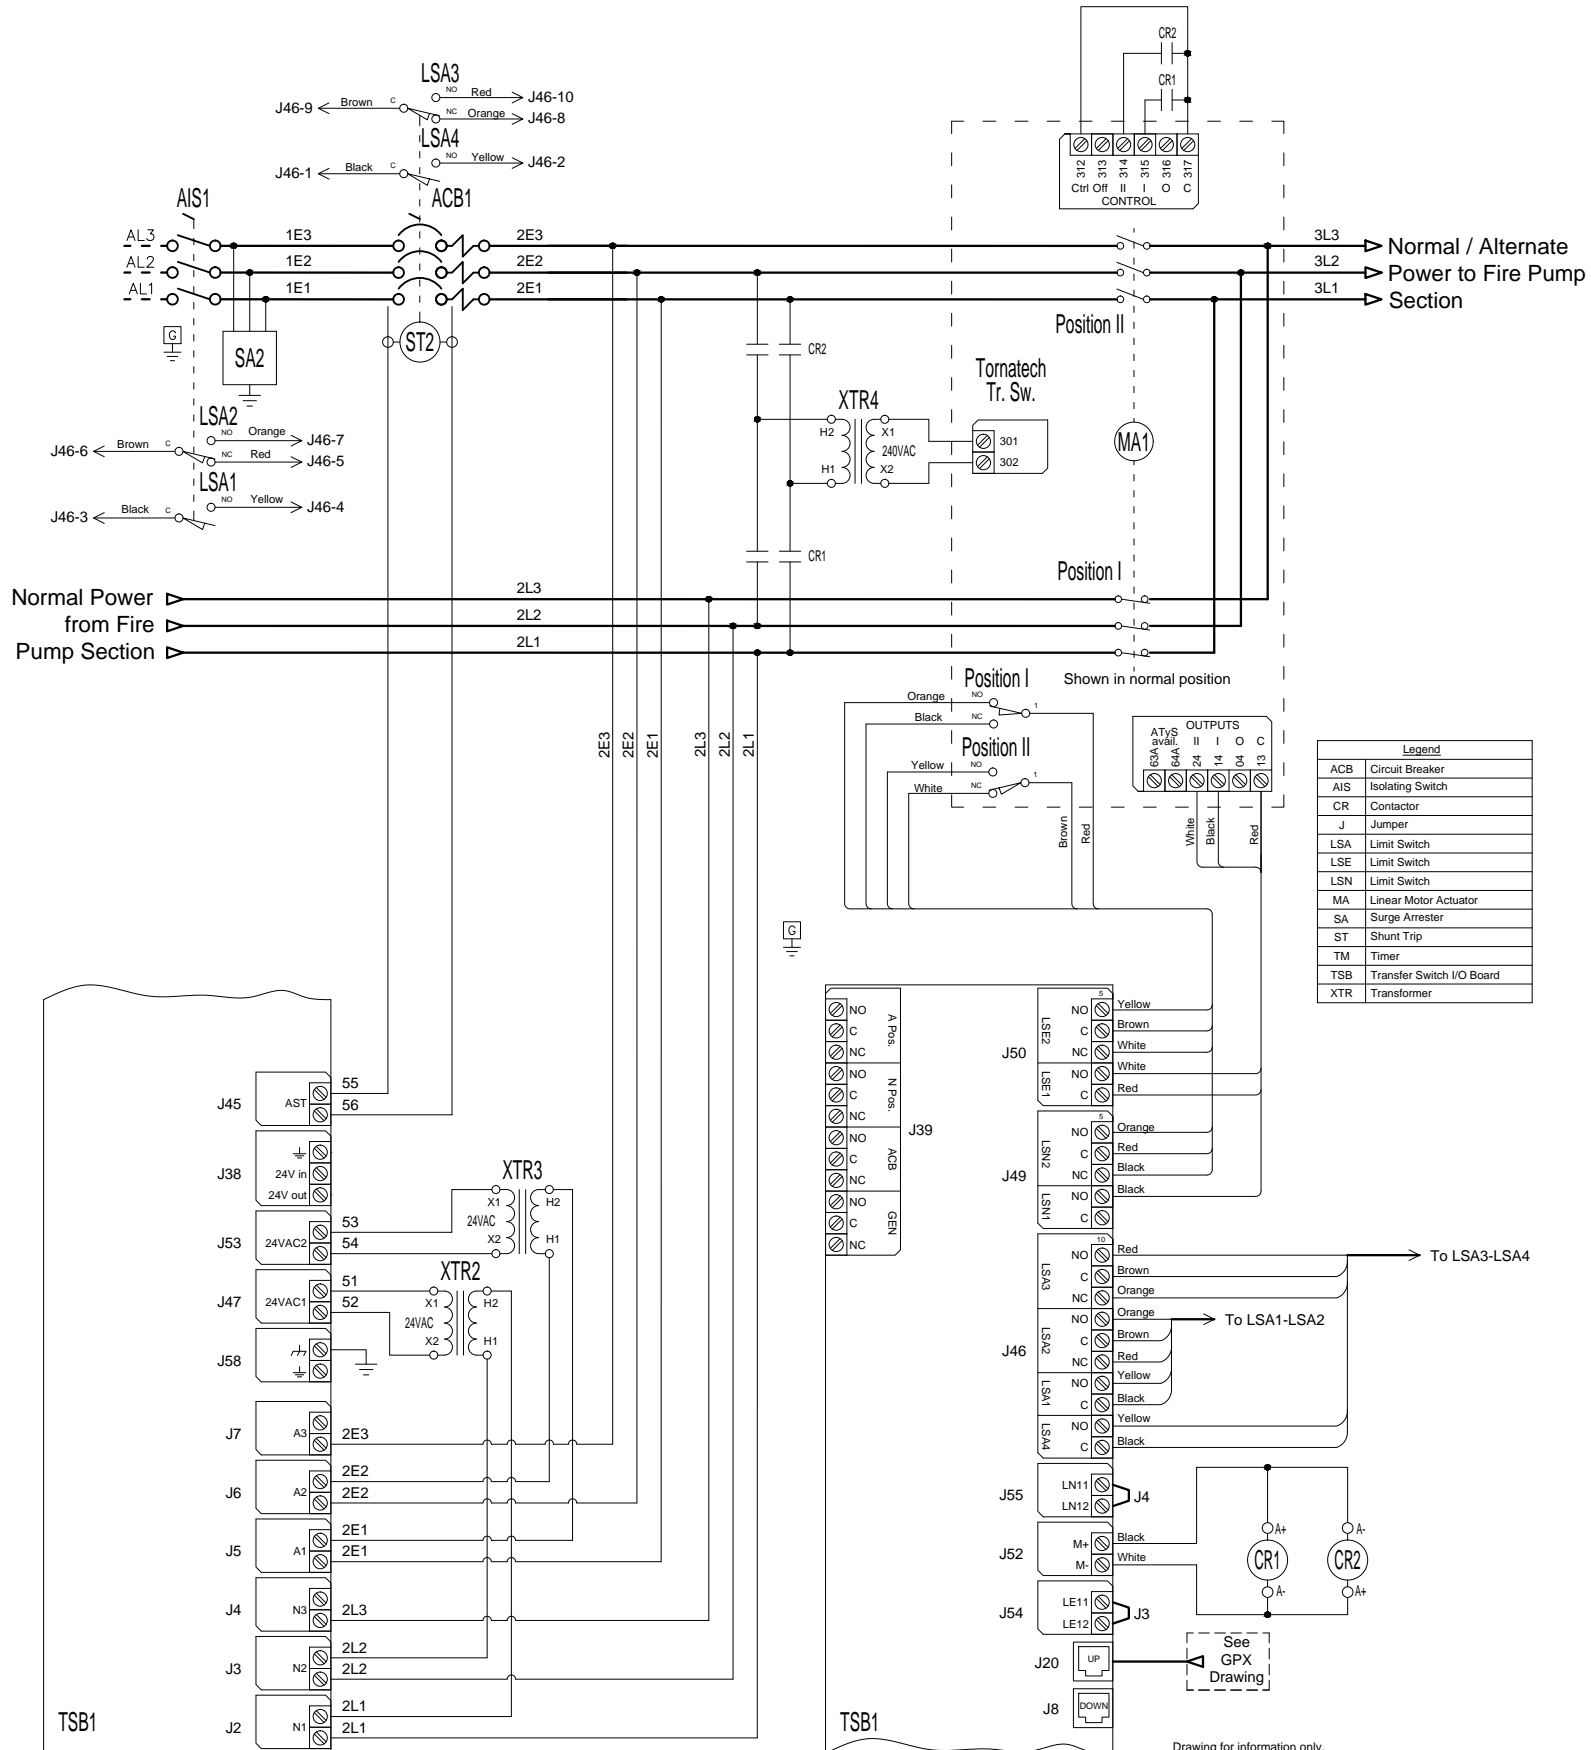 CR2
CR1
312 313 314 315 316 317
Ctrl Off II I O C
CONTROL
LSA3
J46-9 Brown C NO Red J46-10
NC Orange J46-8
LSA4
J46-1 Black C NO Yellow J46-2
AIS1
ACB1
AL3 1E3 2E3 3L3 Normal / Alternate
AL2 1E2 2E2 3L2 Power to Fire Pump
AL1 1E1 2E1 3L1 Section
Position II
G
SA2
ST2
CR2
Tornatech
Tr. Sw.
XTR4
H2 X1 301
240VAC
H1 X2 302
MA1
LSA2
J46-6 Brown C NO Orange J46-7
NC Red J46-5
LSA1
J46-3 Black C NO Yellow J46-4
CR1
Position I
Normal Power 2L3
from Fire 2L2
Pump Section 2L1
Shown in normal position
Position I
Orange NO
Black NC 1
Position II
Yellow NO
White NC 1
Brown
Red
OUTPUTS
ATyS
avail. II I O C
63A 64A 24 14 04 13
White
Black
Red
2E3
2E2
2E1
2L3
2L2
2L1
G
Legend
ACB Circuit Breaker
AIS Isolating Switch
CR Contactor
J Jumper
LSA Limit Switch
LSE Limit Switch
LSN Limit Switch
MA Linear Motor Actuator
SA Surge Arrester
ST Shunt Trip
TM Timer
TSB Transfer Switch I/O Board
XTR Transformer
J45 AST 55
56
J38
24V in
24V out
J53 24VAC2 53
54
J47 24VAC1 51
52
J58
XTR3
X1 H2
24VAC
X2 H1
XTR2
X1 H2
24VAC
X2 H1
J7 A3 2E3
J6 A2 2E2
2E2
J5 A1 2E1
2E1
J4 N3 2L3
J3 N2 2L2
2L2
J2 N1 2L1
2L1
TSB1
J39
NO
C A Pos.
NC
NO
C N Pos.
NC
NO
C ACB
NC
NO
C GEN
NC
J50
5
NO Yellow
LSE2 C Brown
NC White
LSE1 NO White
C Red
J49
5
NO Orange
LSN2 C Red
NC Black
LSN1 NO Black
C
J46
10
NO Red To LSA3-LSA4
LSA3 C Brown
NC Orange
NO Orange To LSA1-LSA2
LSA2 C Brown
NC Red
LSA1 NO Yellow
C Black
LSA4 NO Yellow
C Black
J55 LN11
LN12 J4
J52 M+ Black
M- White
A+ A-
CR1 CR2
A- A+
J54 LE11
LE12 J3
J20 UP
See
GPX
Drawing
J8 DOWN
TSB1
Drawing for information only.